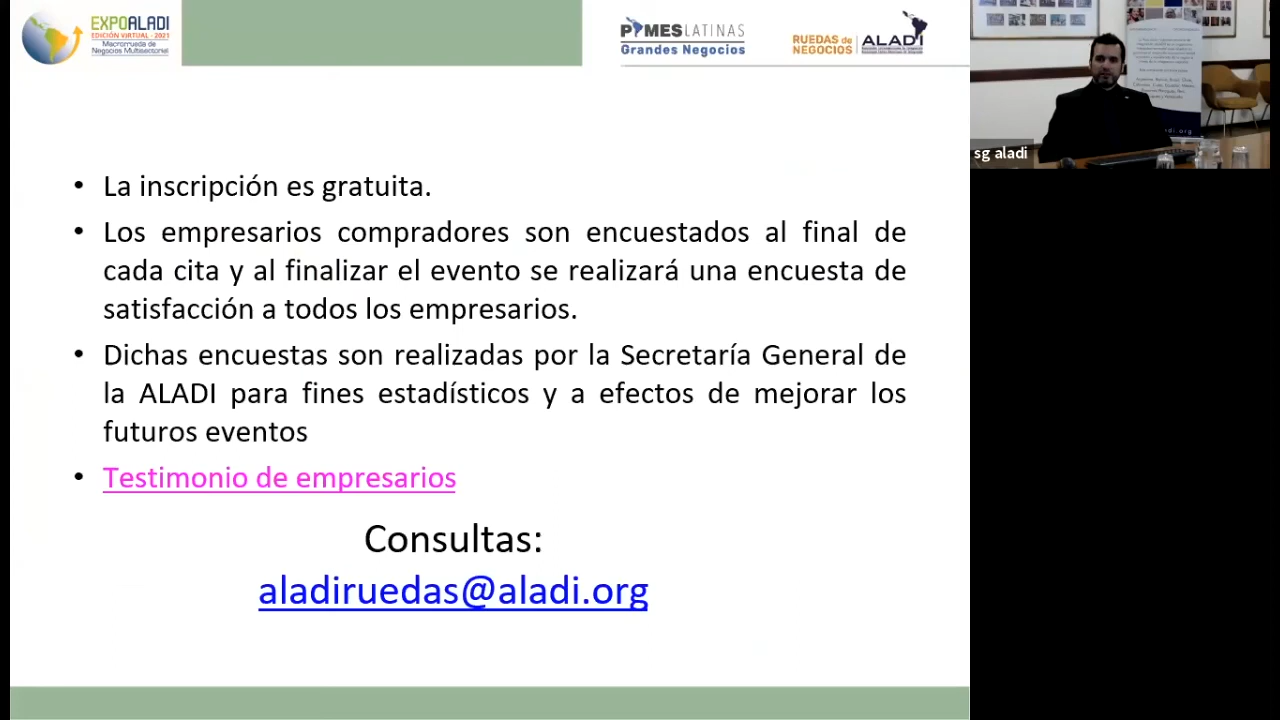 EXPOALADI
EDICIÓN VIRTUAL - 2021
Macrorrueda de
Negocios Multisectorial
PYMESLATINAS
Grandes Negocios
RUEDAS de
NEGOCIOS
ALADI
sg aladi
• La inscripción es gratuita.
• Los empresarios compradores son encuestados al final de
cada cita y al finalizar el evento se realizará una encuesta de
satisfacción a todos los empresarios.
• Dichas encuestas son realizadas por la Secretaría General de
la ALADI para fines estadísticos y a efectos de mejorar los
futuros eventos
• Testimonio de empresarios
Consultas:
aladiruedas@aladi.org